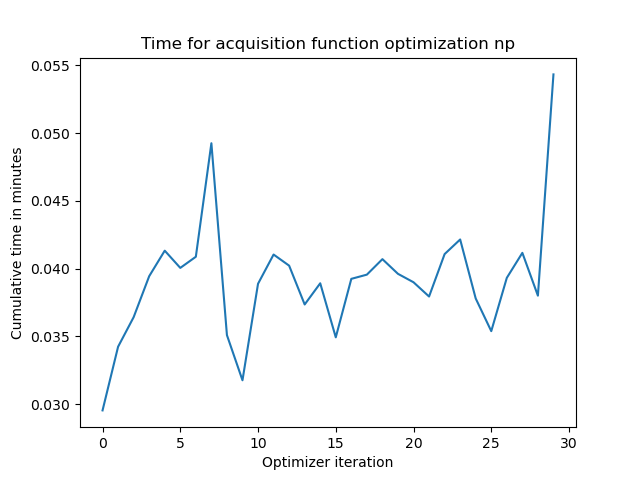 Time for acquisition function optimization np
0.055
0.050
0.045
0.040
0.035
0.030
Cumulative time in minutes
0 5 10 15 20 25 30
Optimizer iteration